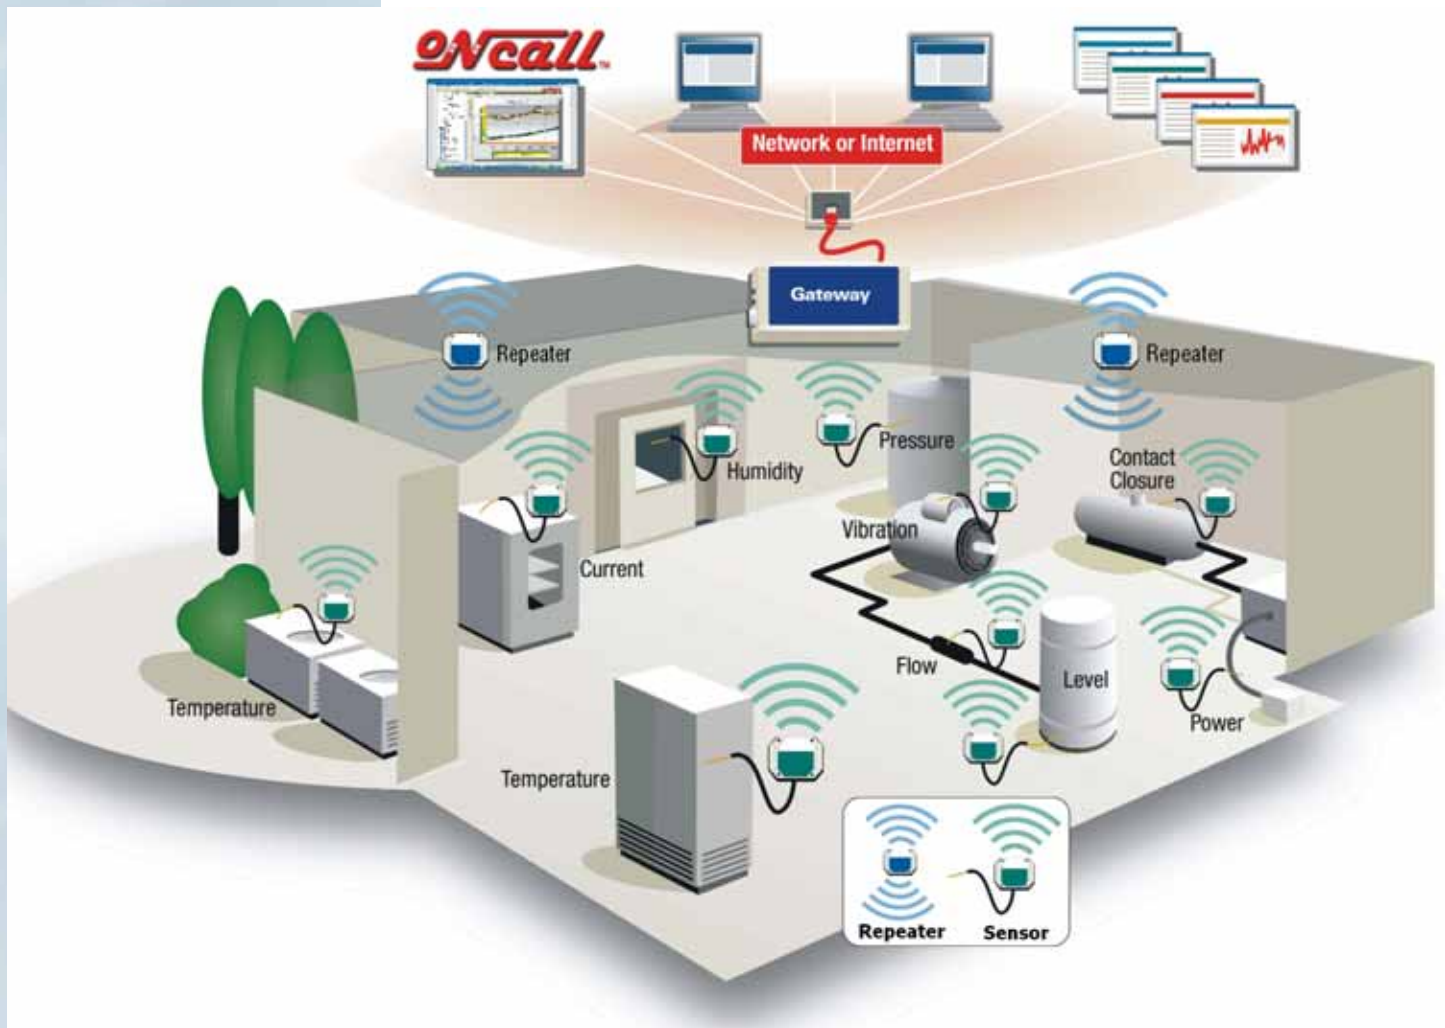 oNcall™
Network or Internet
Gateway
Repeater
Repeater
Humidity
Pressure
Contact
Closure
Vibration
Current
Flow
Level
Temperature
Power
Temperature
Repeater
Sensor